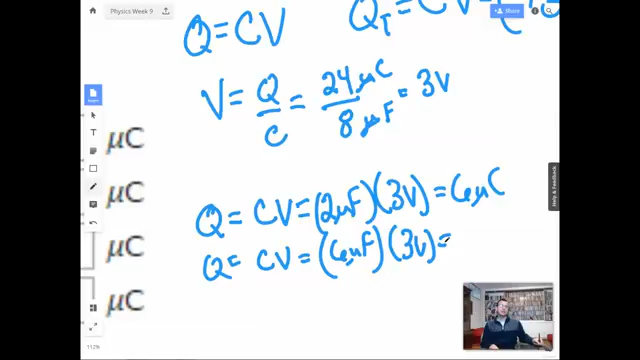 Physics Week 9
Share
Q = CV
Q_T = CV = (
V = Q/C = 24 μC / 8 μF = 3V
μC
μC
μC
μC
Q = CV = (2μF)(3V) = 6μC
Q = CV = (6μF)(3V) =
Help & Feedback
112%